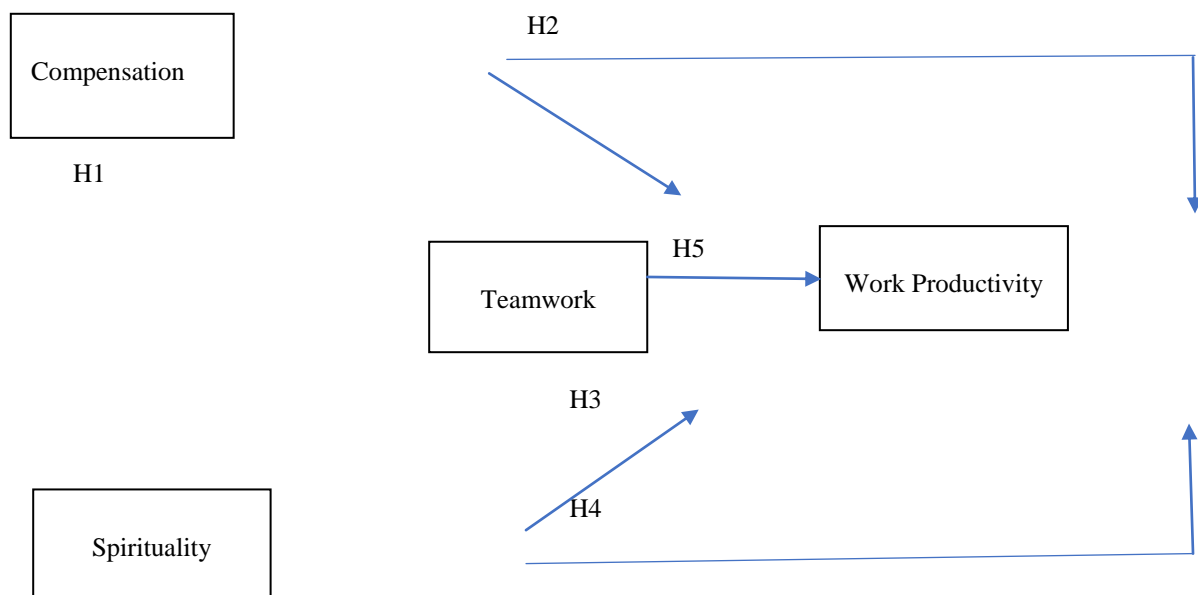 H2
Compensation
H1
H5
Teamwork
Work Productivity
H3
H4
Spirituality